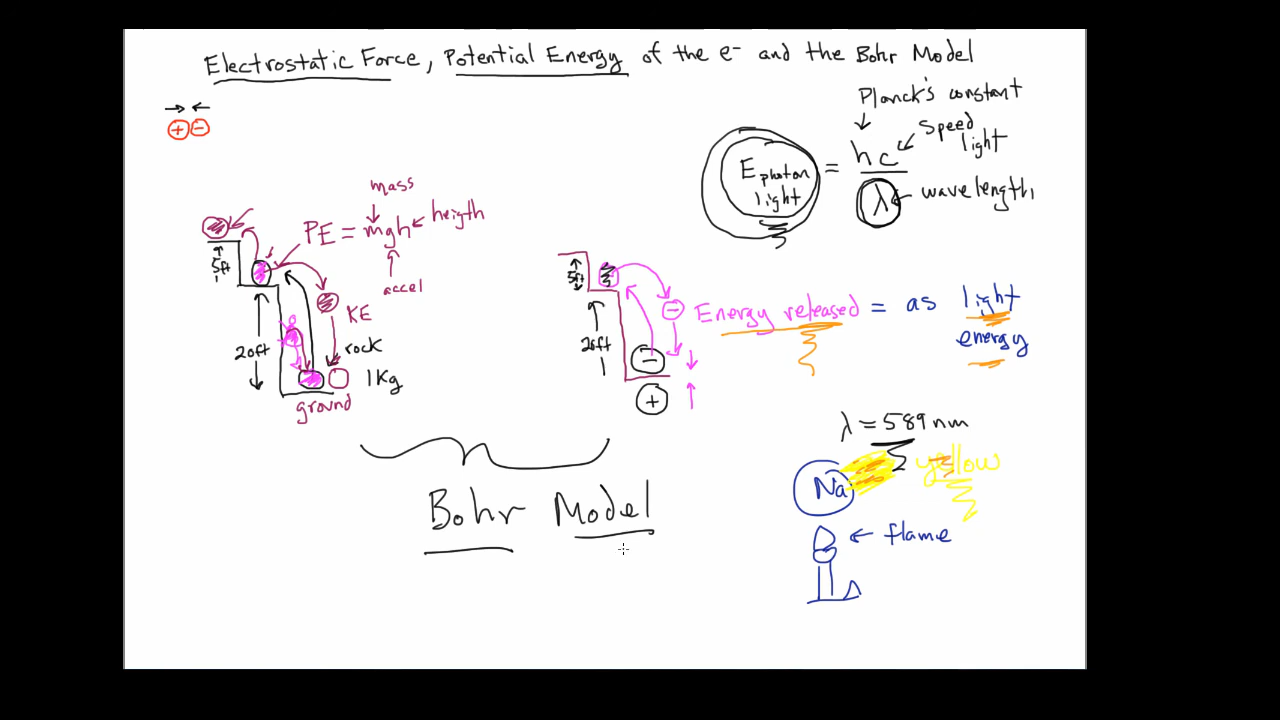 Electrostatic Force, Potential Energy of the e⁻ and the Bohr Model
→ ←
+ −
Planck's constant
speed light
E photon light = hc / λ
wavelength
mass
PE = mgh
heigth
accel
5ft
20ft
KE
rock
1Kg
ground
5ft
20ft
−
+
−
Energy released = as light energy
λ = 589 nm
Na
yellow
← flame
Bohr Model